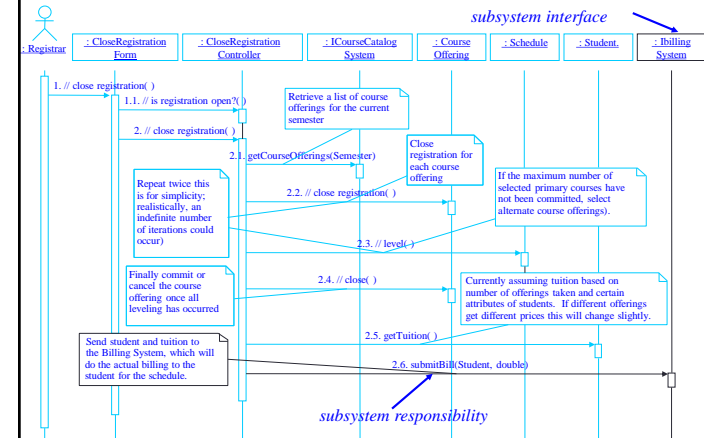 subsystem interface
: Registrar
: CloseRegistration
Form
: CloseRegistration
Controller
: ICourseCatalog
System
: Course
Offering
: Schedule
: Student.
: Ibilling
System
1. // close registration( )
1.1. // is registration open?( )
Retrieve a list of course
offerings for the current
semester
2. // close registration( )
2.1. getCourseOfferings(Semester)
Close
registration for
each course
offering
Repeat twice this
is for simplicity;
realistically, an
indefinite number
of iterations could
occur)
2.2. // close registration( )
If the maximum number of
selected primary courses have
not been committed, select
alternate course offerings).
2.3. // level( )
Finally commit or
cancel the course
offering once all
leveling has occurred
2.4. // close( )
Currently assuming tuition based on
number of offerings taken and certain
attributes of students.  If different offerings
get different prices this will change slightly.
2.5. getTuition( )
Send student and tuition to
the Billing System, which will
do the actual billing to the
student for the schedule.
2.6. submitBill(Student, double)
subsystem responsibility